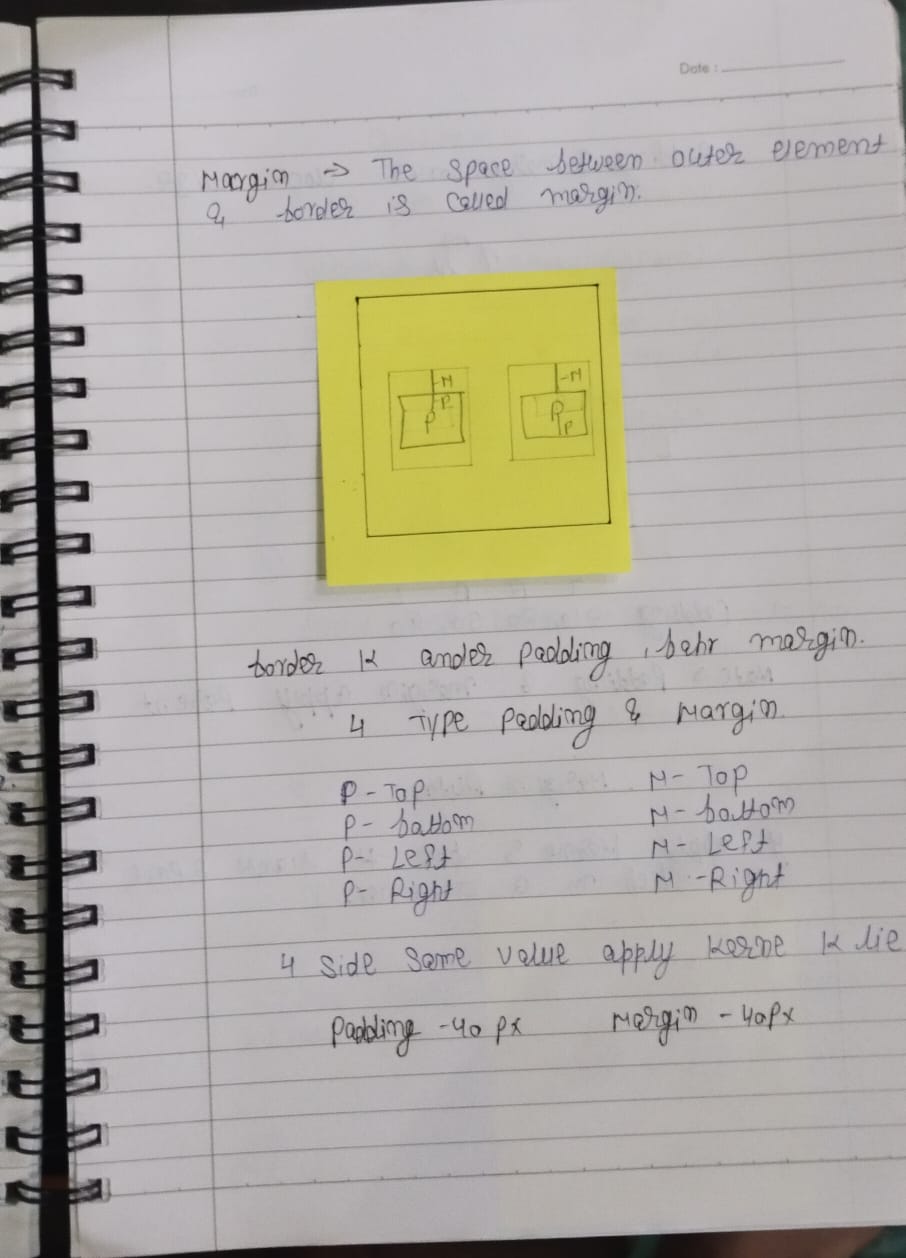 Date :
Margin ⇒ The space between outer element
& border is called margin.
M
P
P
M
P
P
border K ander Padding, bahr margin.
4 Type Padding & Margin.
P - Top M - Top
P - bottom M - bottom
P - Left M - Left
P - Right M - Right
4 Side Same value apply karne K lie
Padding - 40 px Margin - 40px